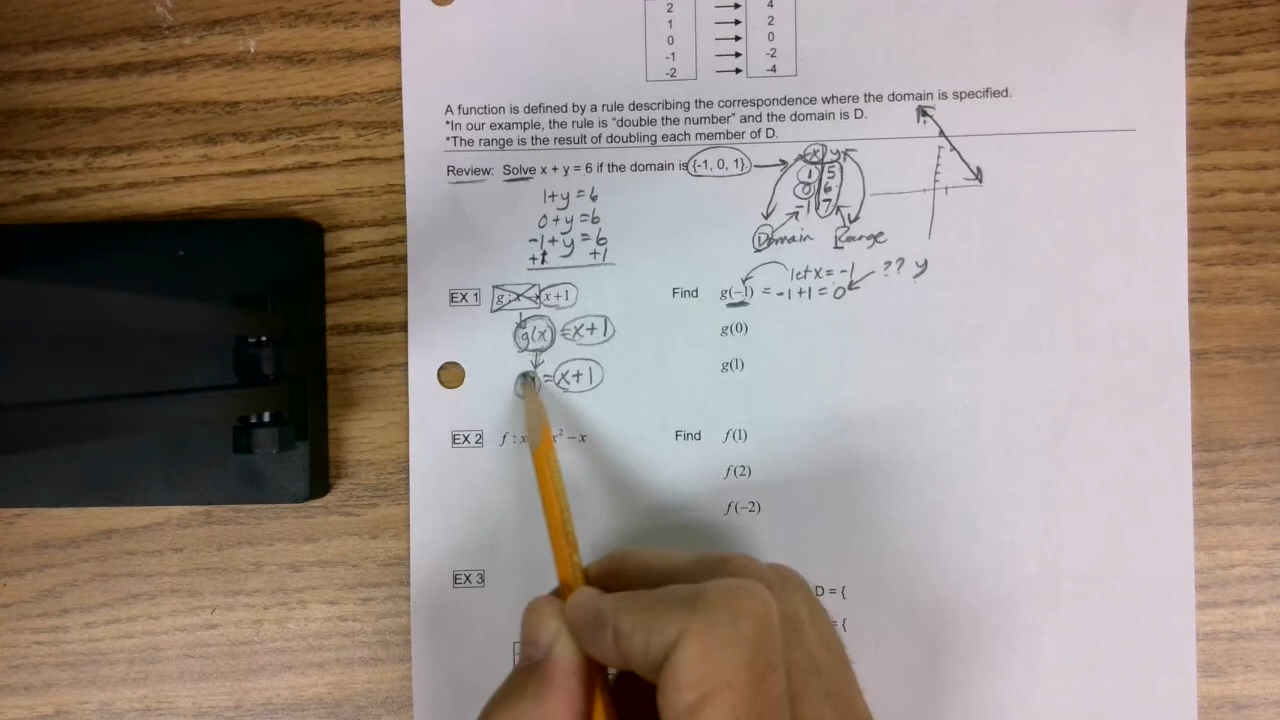 2 → 4
1 → 2
0 → 0
-1 → -2
-2 → -4
A function is defined by a rule describing the correspondence where the domain is specified.
*In our example, the rule is "double the number" and the domain is D.
*The range is the result of doubling each member of D.
Review: Solve x + y = 6 if the domain is {-1, 0, 1}.
x y
1 5
0 6
-1 7
Domain Range
1+y=6
0+y=6
-1+y=6
+1 +1
EX 1 g : x → x+1
g(x) = x+1
= x+1
Find g(−1) = -1+1=0
let x = -1 ?? y
g(0)
g(1)
EX 2 f : x x² − x
Find f(1)
f(2)
f(−2)
EX 3
D = {
= {